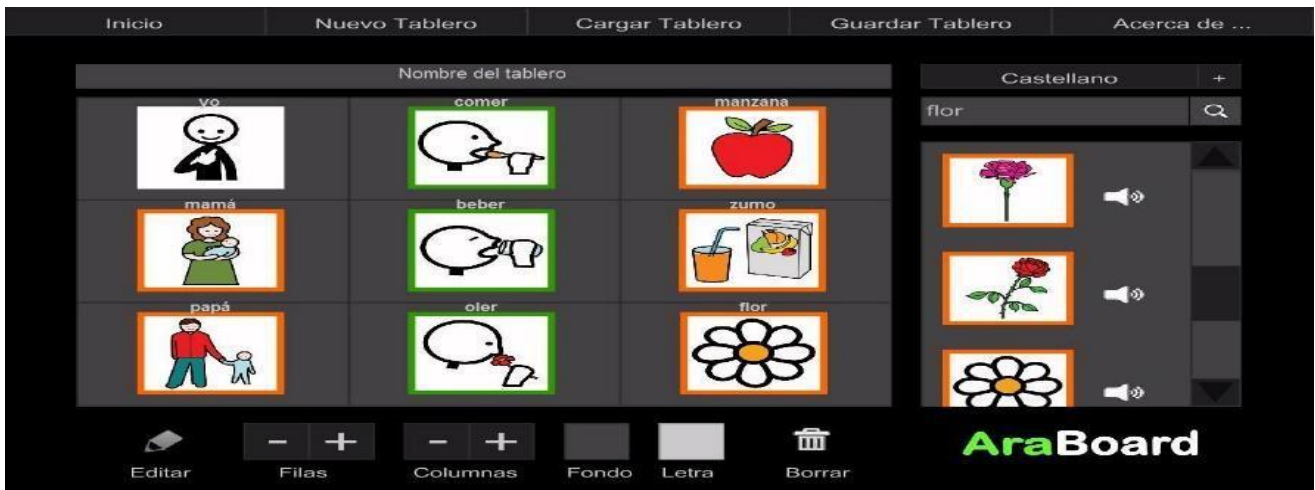 Inicio Nuevo Tablero Cargar Tablero Guardar Tablero Acerca de ...
Nombre del tablero
Castellano +
flor
yo comer manzana
mamá beber zumo
papá oler flor
- + - +
Editar Filas Columnas Fondo Letra Borrar
AraBoard